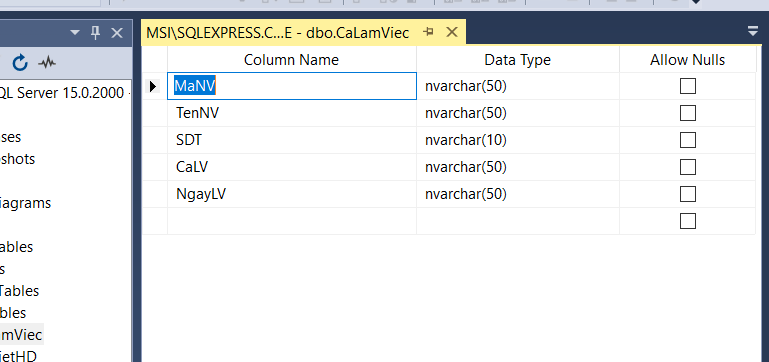 MSI\SQLEXPRESS.C...E - dbo.CaLamViec
Column Name Data Type Allow Nulls
MaNV nvarchar(50)
TenNV nvarchar(50)
SDT nvarchar(10)
CaLV nvarchar(50)
NgayLV nvarchar(50)
QL Server 15.0.2000 -
ses
shots
iagrams
ables
s
Tables
bles
amViec
ietHD